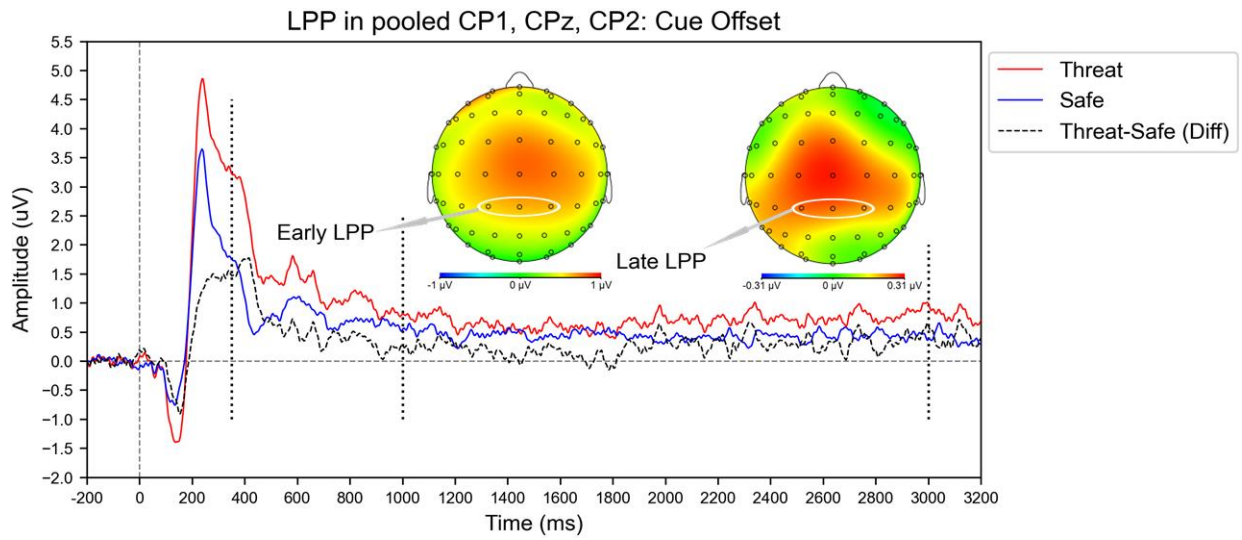 LPP in pooled CP1, CPz, CP2: Cue Offset
5.5
5.0
4.5
4.0
3.5
3.0
2.5
2.0
1.5
1.0
0.5
0.0
−0.5
−1.0
−1.5
−2.0
Amplitude (uV)
Threat
Safe
Threat-Safe (Diff)
Early LPP
Late LPP
-1 µV 0 µV 1 µV
-0.31 µV 0 µV 0.31 µV
-200 0 200 400 600 800 1000 1200 1400 1600 1800 2000 2200 2400 2600 2800 3000 3200
Time (ms)